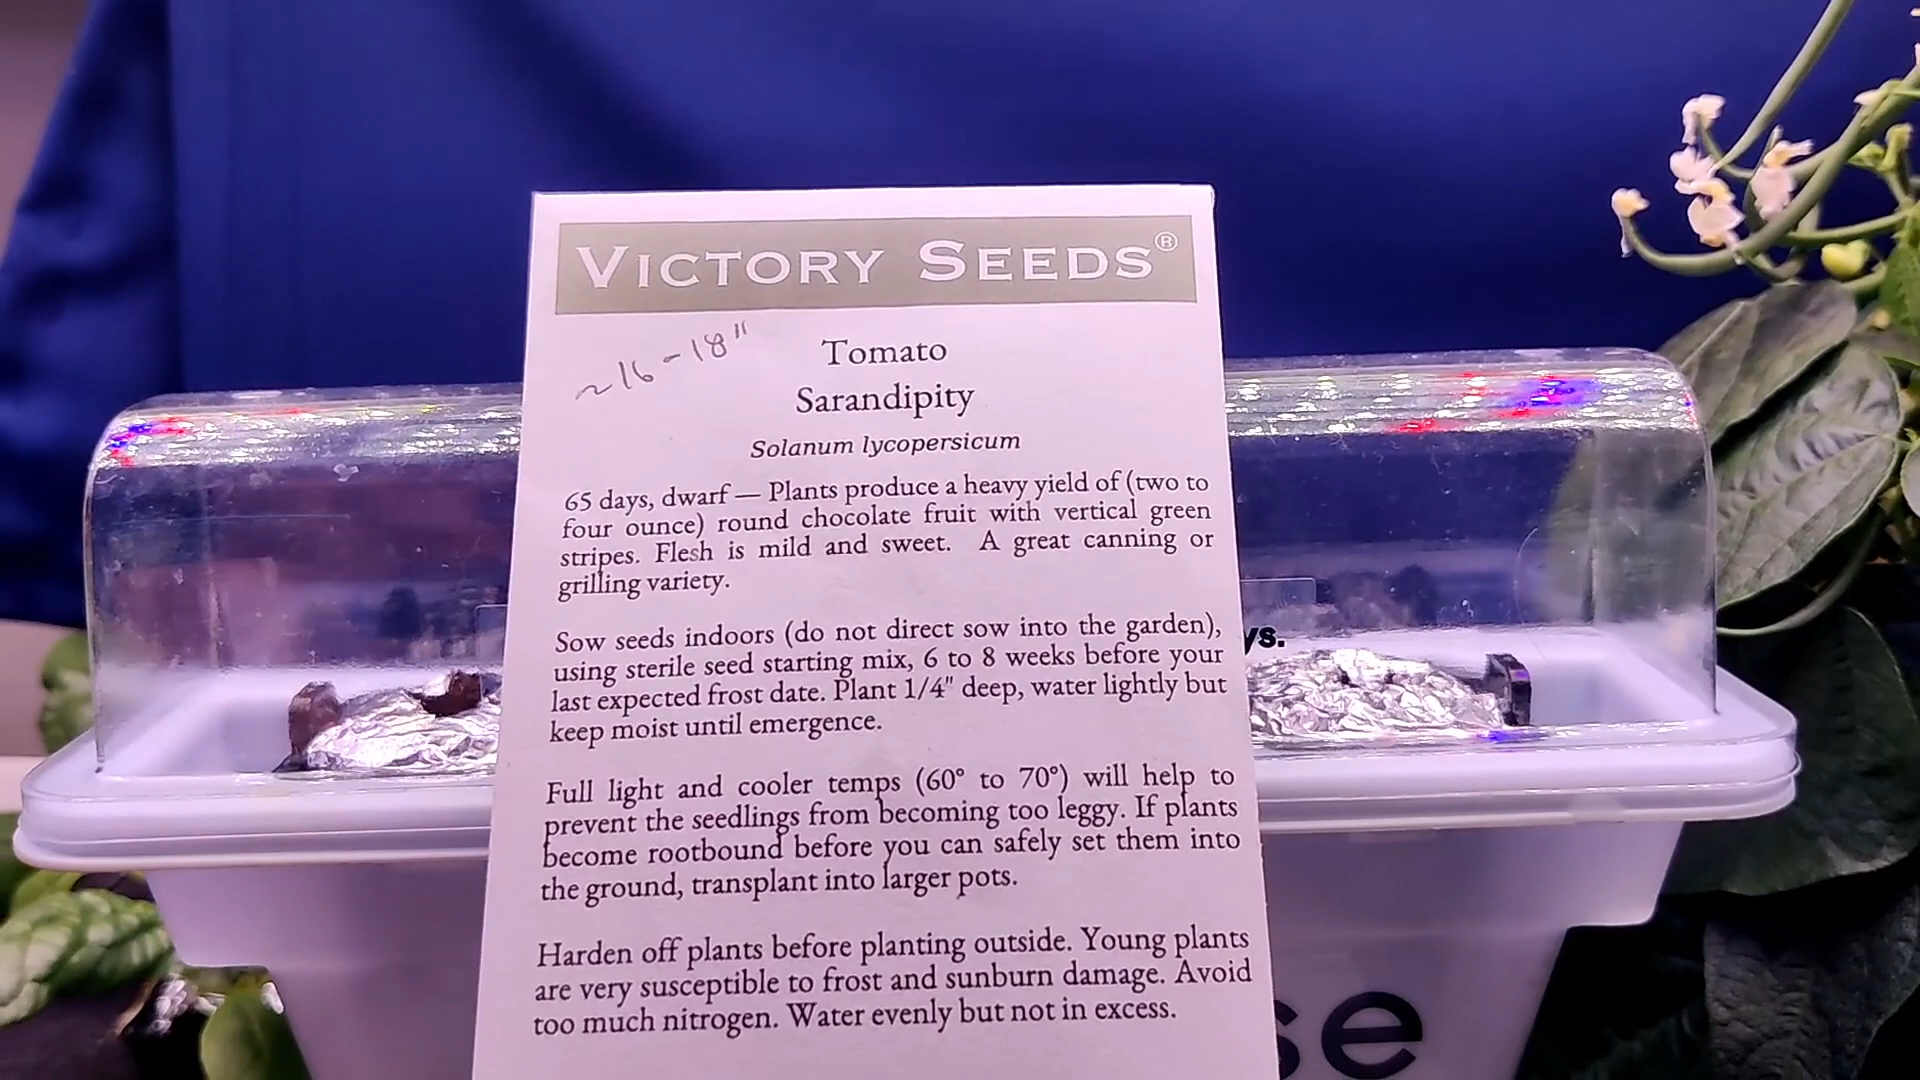 VICTORY SEEDS®
~16-18"
Tomato
Sarandipity
Solanum lycopersicum
65 days, dwarf — Plants produce a heavy yield of (two to
four ounce) round chocolate fruit with vertical green
stripes. Flesh is mild and sweet. A great canning or
grilling variety.
Sow seeds indoors (do not direct sow into the garden),
using sterile seed starting mix, 6 to 8 weeks before your
last expected frost date. Plant 1/4" deep, water lightly but
keep moist until emergence.
Full light and cooler temps (60° to 70°) will help to
prevent the seedlings from becoming too leggy. If plants
become rootbound before you can safely set them into
the ground, transplant into larger pots.
Harden off plants before planting outside. Young plants
are very susceptible to frost and sunburn damage. Avoid
too much nitrogen. Water evenly but not in excess.
ys.
se